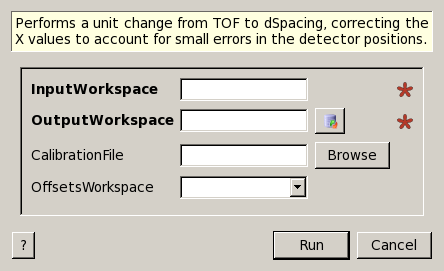 Performs a unit change from TOF to dSpacing, correcting the
X values to account for small errors in the detector positions.
InputWorkspace
OutputWorkspace
CalibrationFile Browse
OffsetsWorkspace
? Run Cancel